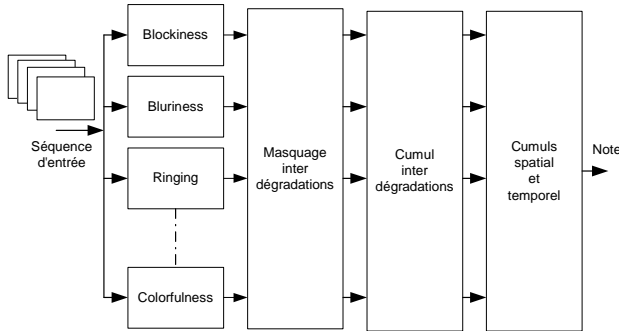 Séquence
d'entrée
Blockiness
Bluriness
Ringing
Colorfulness
Masquage
inter
dégradations
Cumul
inter
dégradations
Cumuls
spatial
et
temporel
Note